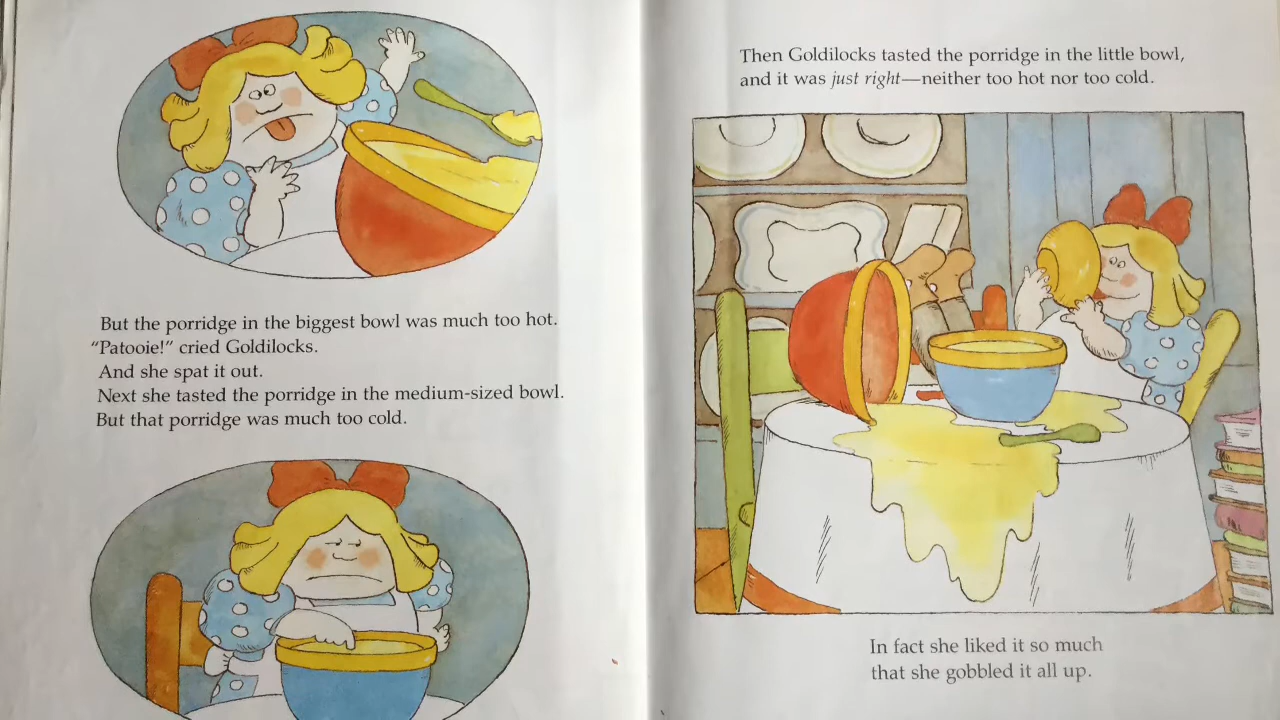 But the porridge in the biggest bowl was much too hot.
“Patooie!” cried Goldilocks.
And she spat it out.
Next she tasted the porridge in the medium-sized bowl.
But that porridge was much too cold.
Then Goldilocks tasted the porridge in the little bowl,
and it was just right—neither too hot nor too cold.
In fact she liked it so much
that she gobbled it all up.